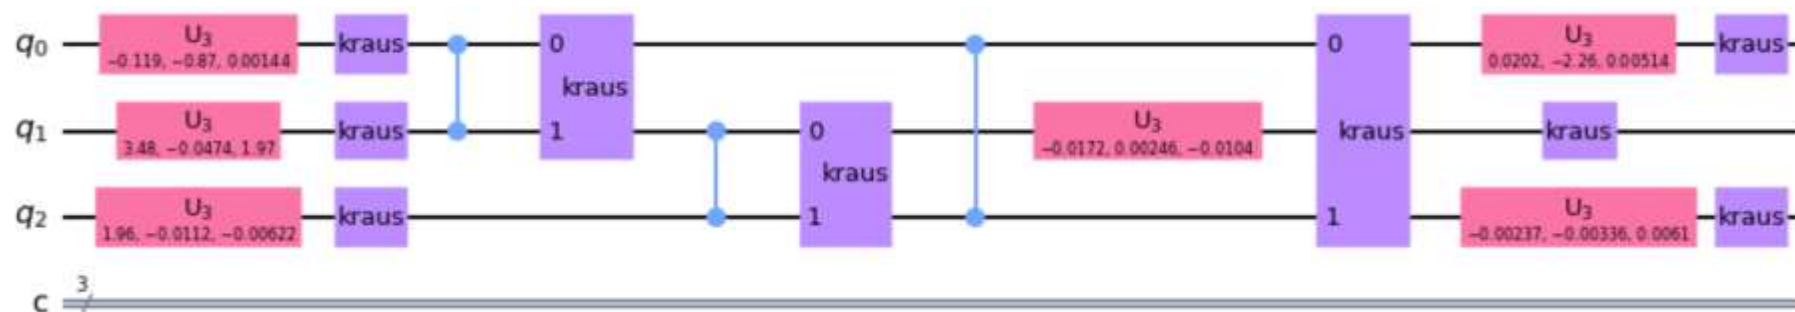 q0 U3 kraus 0 U3 kraus
−0.119, −0.87, 0.00144 0.0202, −2.26, 0.00514
kraus
q1 U3 kraus 1 0 U3 kraus kraus
3.48, −0.0474, 1.97 −0.0172, 0.00246, −0.0104
kraus
q2 U3 kraus 1 1 U3 kraus
1.96, −0.0112, −0.00622 −0.00237, −0.00336, 0.0061
3
c